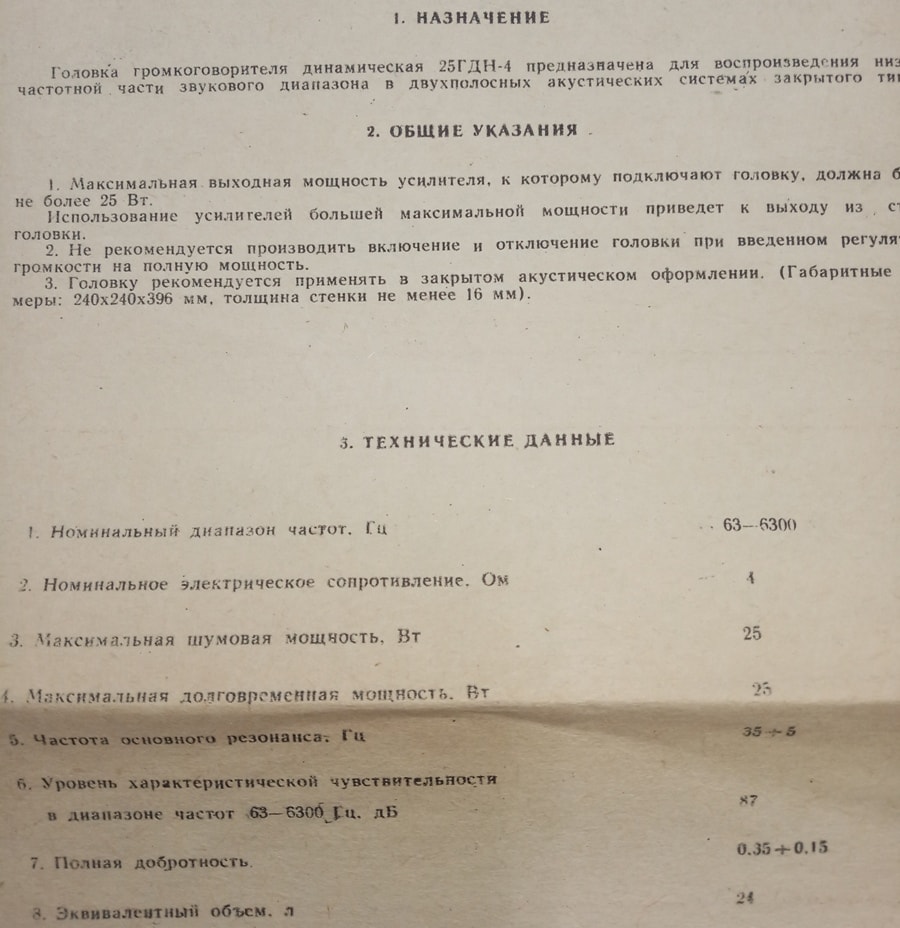 1. НАЗНАЧЕНИЕ
Головка громкоговорителя динамическая 25ГДН-4 предназначена для воспроизведения низ
частотной части звукового диапазона в двухполосных акустических системах закрытого ти
2. ОБЩИЕ УКАЗАНИЯ
1. Максимальная выходная мощность усилителя, к которому подключают головку, должна б
не более 25 Вт.
Использование усилителей большей максимальной мощности приведет к выходу из ст
головки.
2. Не рекомендуется производить включение и отключение головки при введенном регуля
громкости на полную мощность.
3. Головку рекомендуется применять в закрытом акустическом оформлении. (Габаритные
меры: 240х240х396 мм, толщина стенки не менее 16 мм).
3. ТЕХНИЧЕСКИЕ ДАННЫЕ
1. Номинальный диапазон частот. Гц 63—6300
2. Номинальное электрическое сопротивление. Ом 4
3. Максимальная шумовая мощность, Вт 25
4. Максимальная долговременная мощность. Вт 25
5. Частота основного резонанса. Гц 35÷5
6. Уровень характеристической чувствительности
в диапазоне частот 63—6300 Гц. дБ 87
7. Полная добротность. 0.35÷0.15
8. Эквивалентный объем. л 24